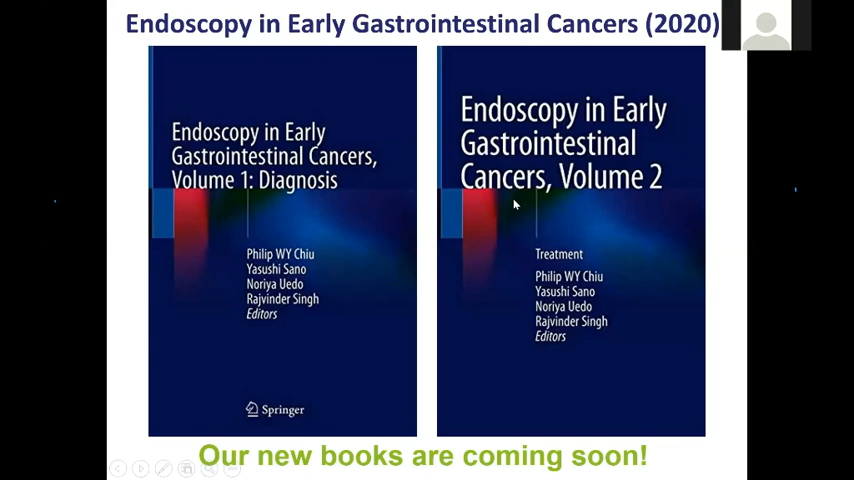 Endoscopy in Early Gastrointestinal Cancers (2020)
Endoscopy in Early
Gastrointestinal Cancers,
Volume 1: Diagnosis
Philip WY Chiu
Yasushi Sano
Noriya Uedo
Rajvinder Singh
Editors
Springer
Endoscopy in Early
Gastrointestinal
Cancers, Volume 2
Treatment
Philip WY Chiu
Yasushi Sano
Noriya Uedo
Rajvinder Singh
Editors
Our new books are coming soon!